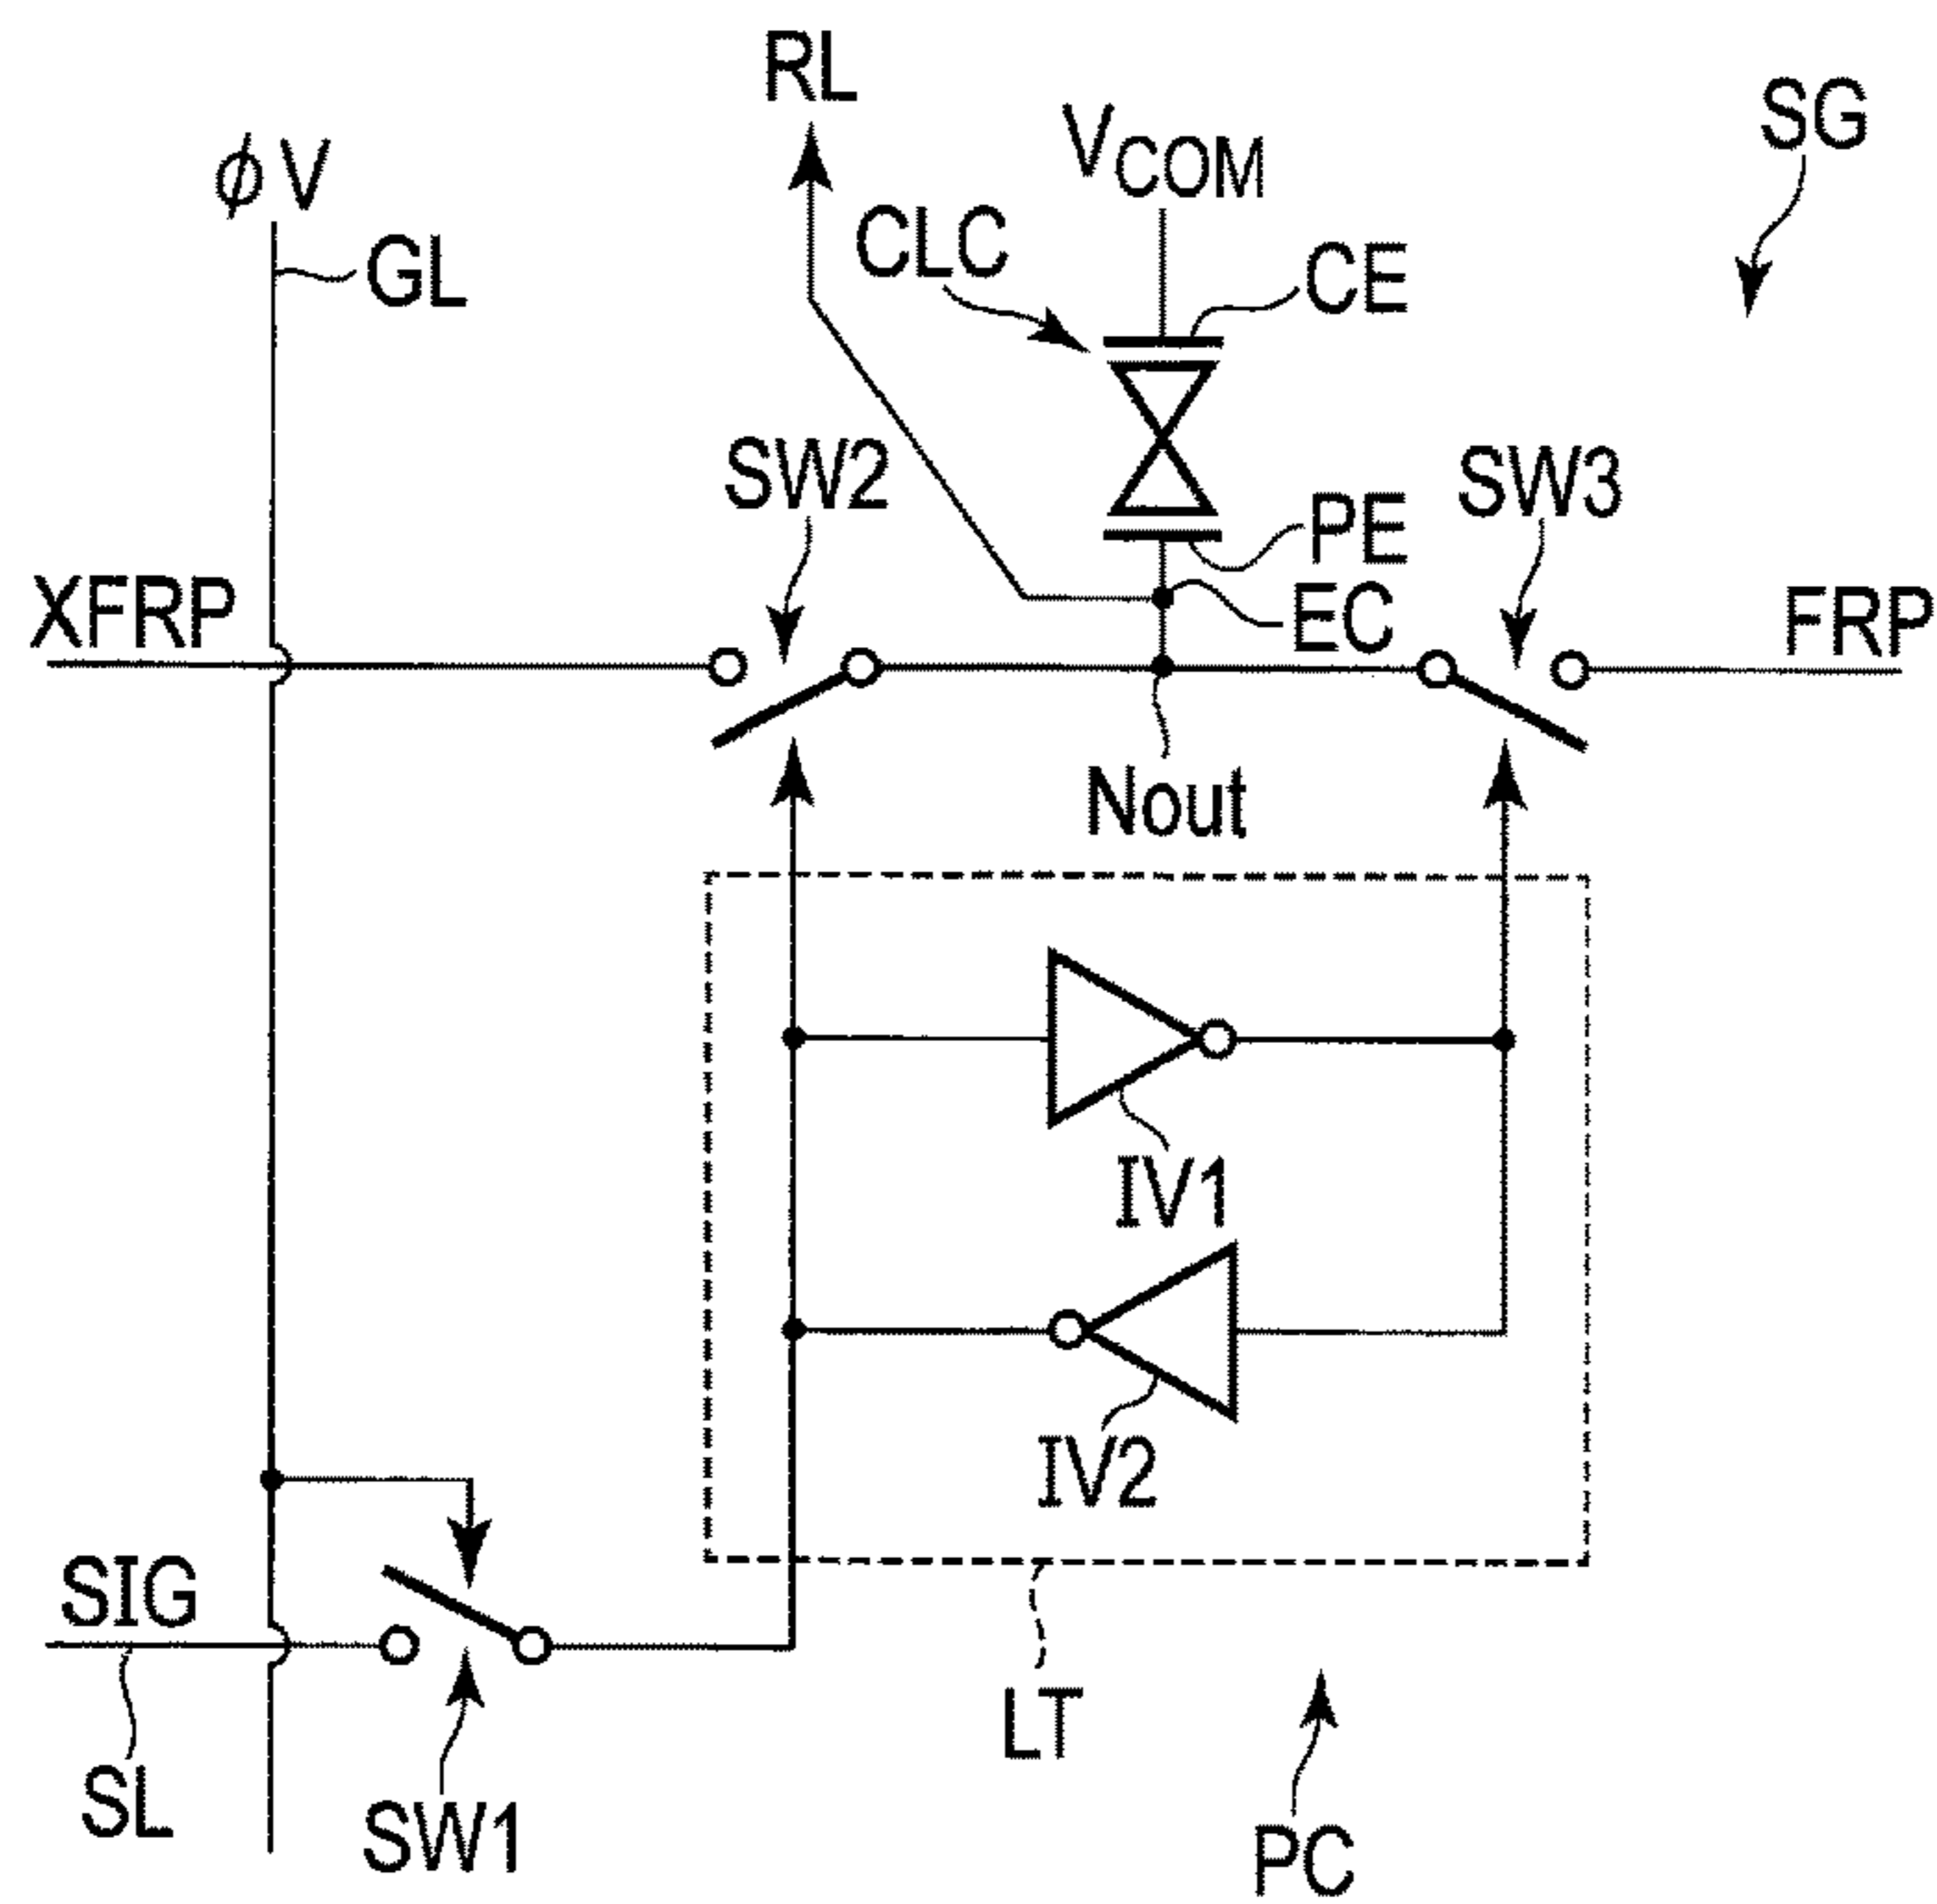 RL
SG
VCOM
ϕV
CLC
GL
CE
SW2
SW3
PE
XFRP
EC
FRP
Nout
IV1
IV2
SIG
LT
SL
SW1
PC